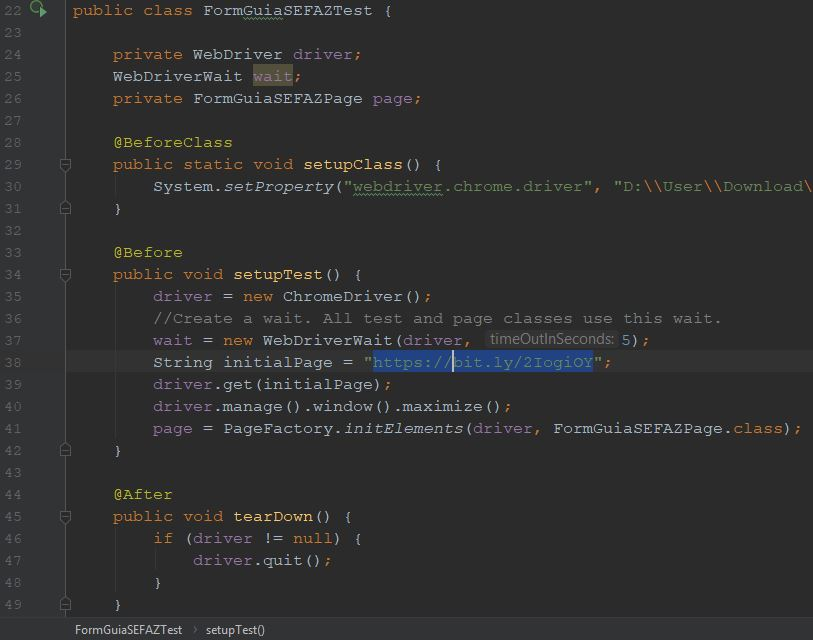 22 public class FormGuiaSEFAZTest {
23
24 private WebDriver driver;
25 WebDriverWait wait;
26 private FormGuiaSEFAZPage page;
27
28 @BeforeClass
29 public static void setupClass() {
30 System.setProperty("webdriver.chrome.driver", "D:\\User\\Download\
31 }
32
33 @Before
34 public void setupTest() {
35 driver = new ChromeDriver();
36 //Create a wait. All test and page classes use this wait.
37 wait = new WebDriverWait(driver, timeOutInSeconds: 5);
38 String initialPage = "https://bit.ly/2IogiOY";
39 driver.get(initialPage);
40 driver.manage().window().maximize();
41 page = PageFactory.initElements(driver, FormGuiaSEFAZPage.class);
42 }
43
44 @After
45 public void tearDown() {
46 if (driver != null) {
47 driver.quit();
48 }
49 }
FormGuiaSEFAZTest › setupTest()